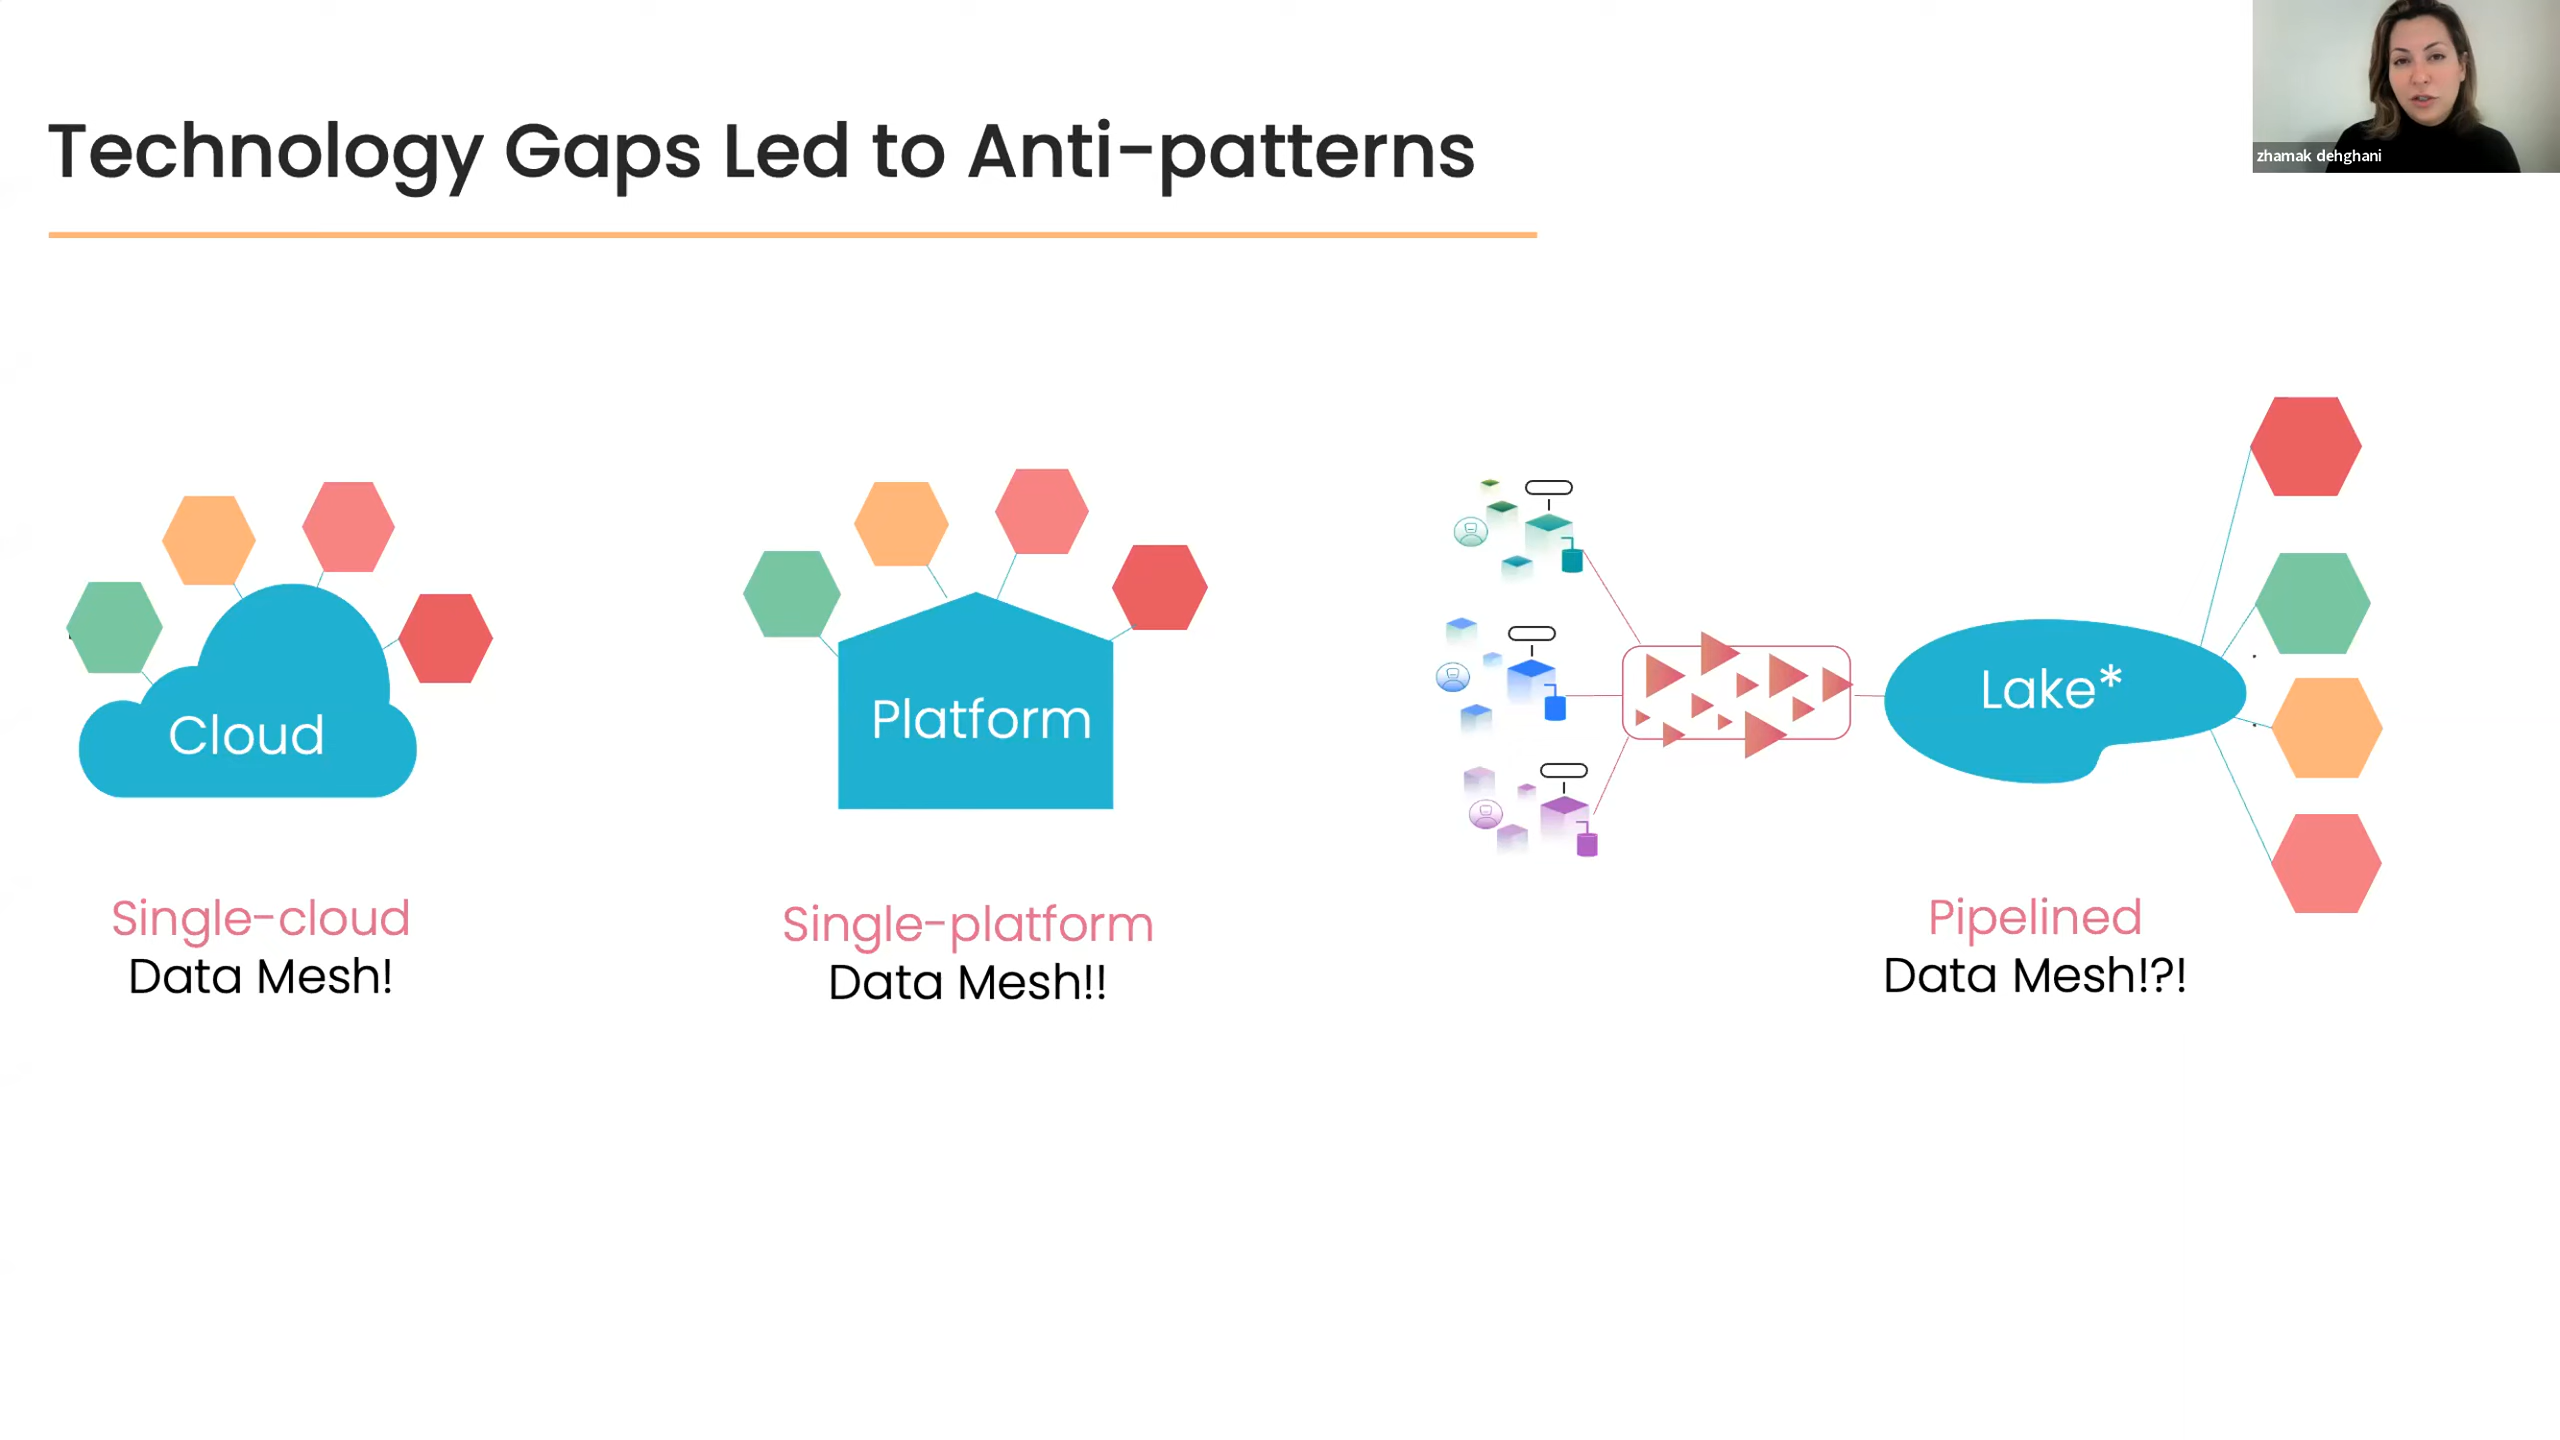 Technology Gaps Led to Anti-patterns
zhamak dehghani
Cloud
Single-cloud
Data Mesh!
Platform
Single-platform
Data Mesh!!
Lake*
Pipelined
Data Mesh!?!